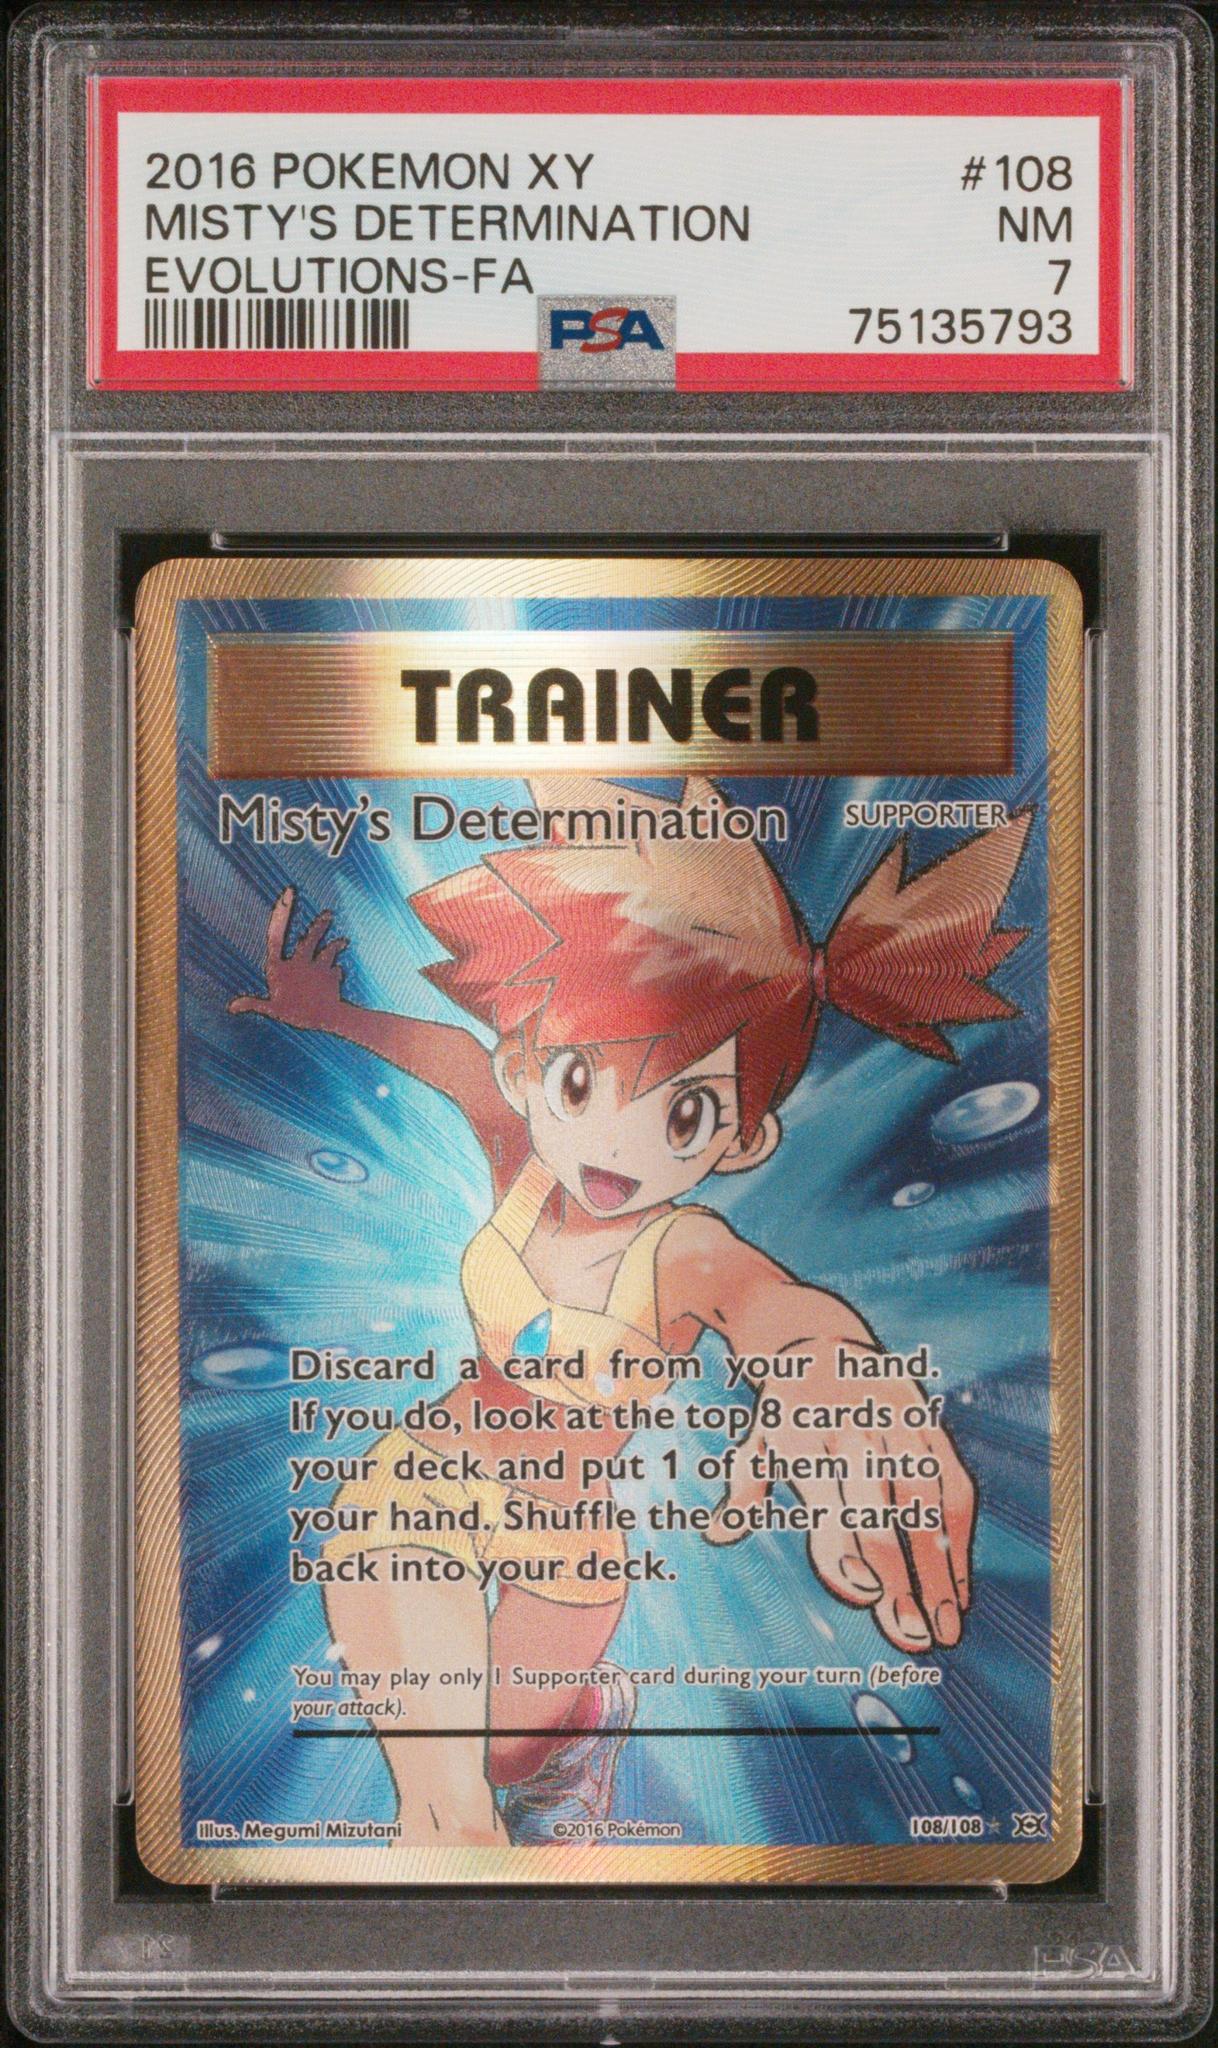 2016 POKEMON XY #108
MISTY'S DETERMINATION NM
EVOLUTIONS-FA 7
PSA 75135793
TRAINER
Misty's Determination SUPPORTER
Discard a card from your hand.
If you do, look at the top 8 cards of
your deck and put 1 of them into
your hand. Shuffle the other cards
back into your deck.
You may play only 1 Supporter card during your turn (before
your attack).
Illus. Megumi Mizutani ©2016 Pokémon 108/108
PSA